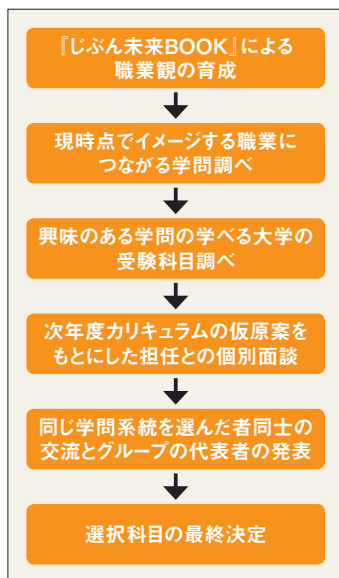 『じぶん未来BOOK』による
職業観の育成
現時点でイメージする職業に
つながる学問調べ
興味のある学問の学べる大学の
受験科目調べ
次年度カリキュラムの仮原案を
もとにした担任との個別面談
同じ学問系統を選んだ者同士の
交流とグループの代表者の発表
選択科目の最終決定